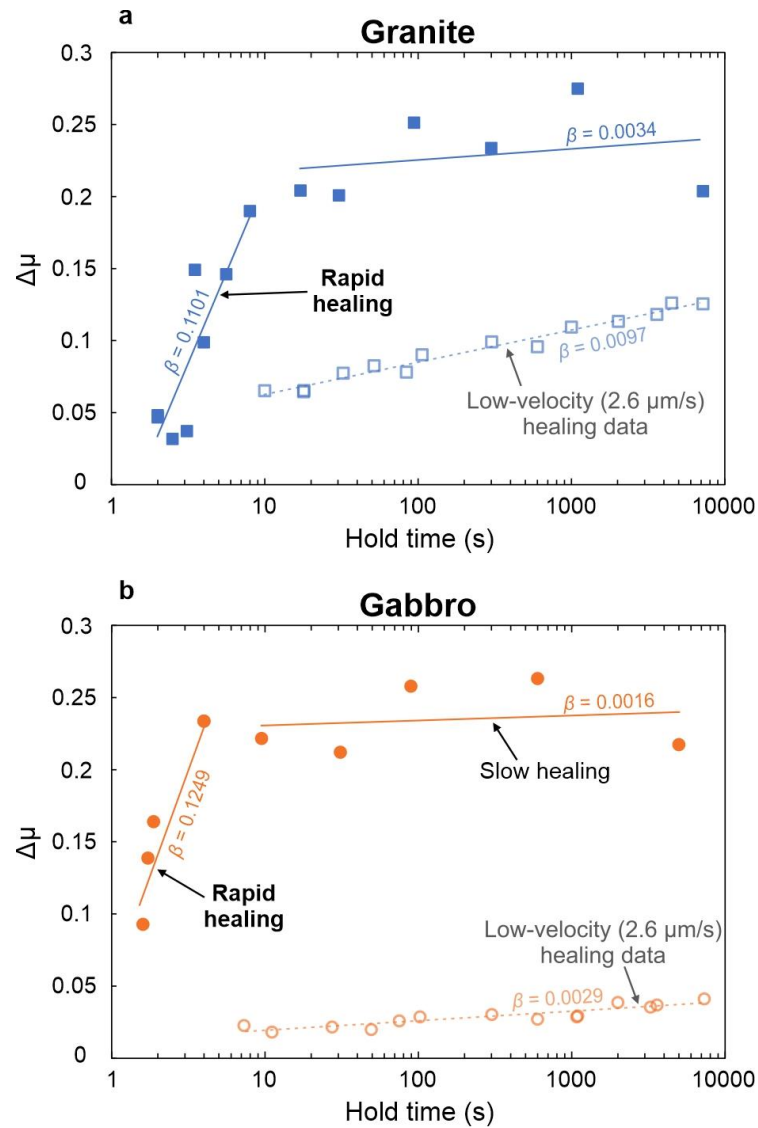 a
Granite
0.3
0.25
0.2
0.15
0.1
0.05
0
Δμ
β = 0.0034
Rapid
healing
β = 0.1101
β = 0.0097
Low-velocity (2.6 μm/s)
healing data
1
10
100
1000
10000
Hold time (s)
b
Gabbro
0.3
0.25
0.2
0.15
0.1
0.05
0
Δμ
β = 0.0016
Slow healing
β = 0.1249
Rapid
healing
Low-velocity (2.6 μm/s)
healing data
β = 0.0029
1
10
100
1000
10000
Hold time (s)